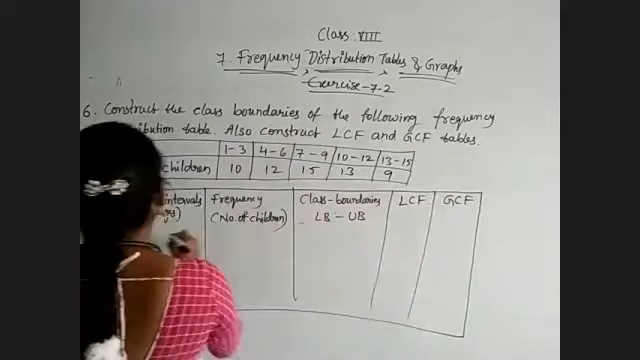 Class: VIII
7. Frequency Distribution Tables & Graphs
Exercise-7.2
6. Construct the class boundaries of the following frequency
tribution table. Also construct LCF and GCF tables.
1-3 4-6 7-9 10-12 13-15
children 10 12 15 13 9
intervals Frequency Class-boundaries LCF GCF
(No. of children) LB - UB